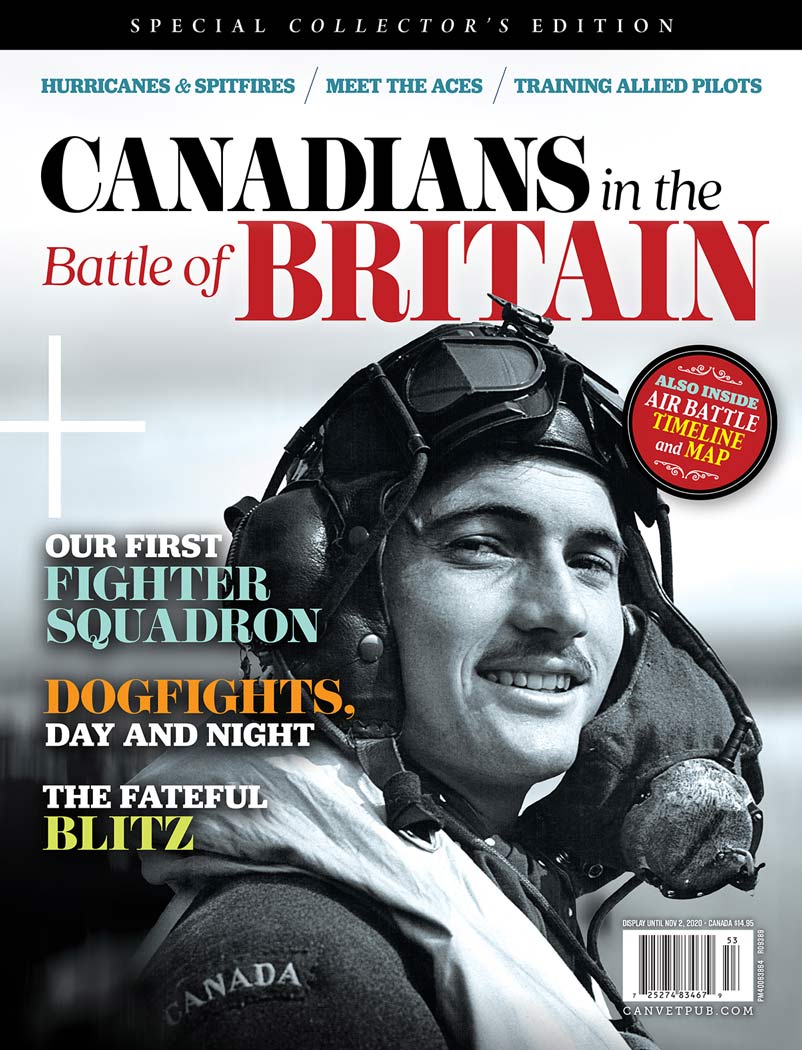 SPECIAL COLLECTOR'S EDITION
HURRICANES & SPITFIRES / MEET THE ACES / TRAINING ALLIED PILOTS
CANADIANS in the
Battle of BRITAIN
ALSO INSIDE
AIR BATTLE
TIMELINE
and MAP
OUR FIRST
FIGHTER
SQUADRON
DOGFIGHTS,
DAY AND NIGHT
THE FATEFUL
BLITZ
CANADA
DISPLAY UNTIL NOV 2, 2020 • CANADA $14.95
53
7 25274 83467 9
PM40063864 R09389
CANVETPUB.COM